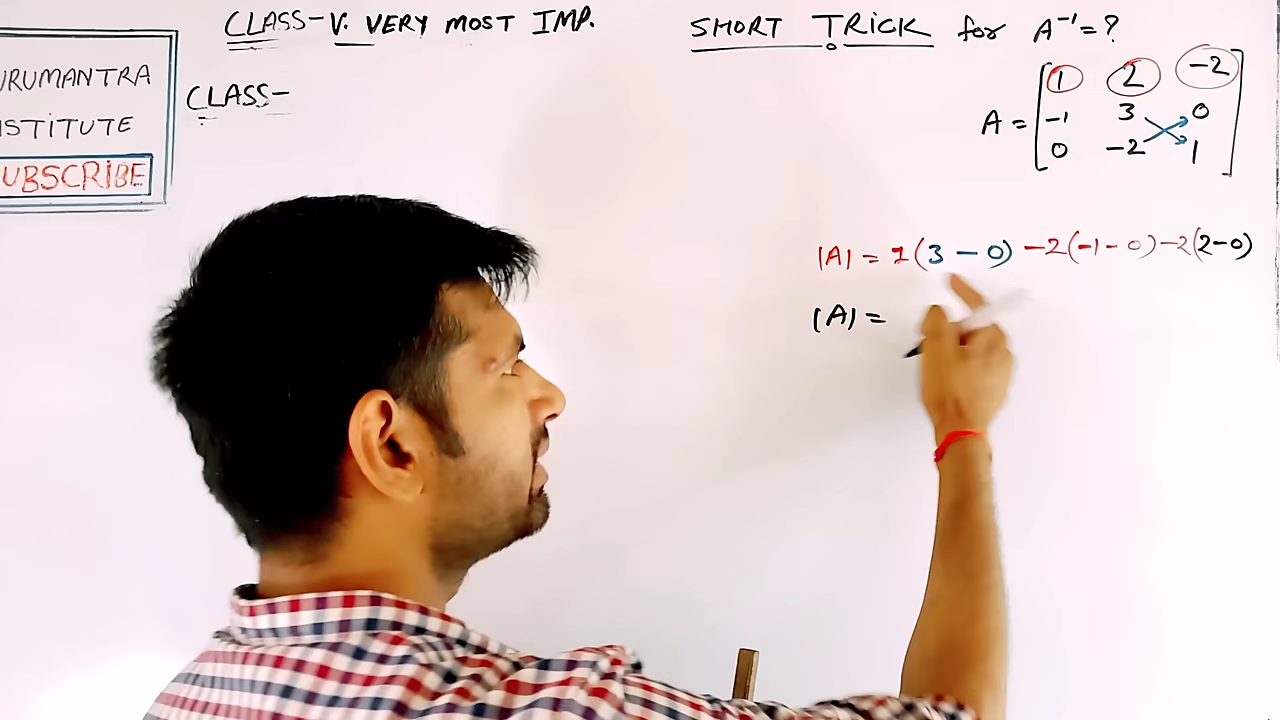 CLASS-V. VERY MOST IMP.
SHORT TRICK for A⁻¹=?
URUMANTRA
STITUTE
UBSCRIBE
CLASS-
A = [1 2 -2
-1 3 0
0 -2 1]
|A| = 1(3-0) -2(-1-0) -2(2-0)
|A| =